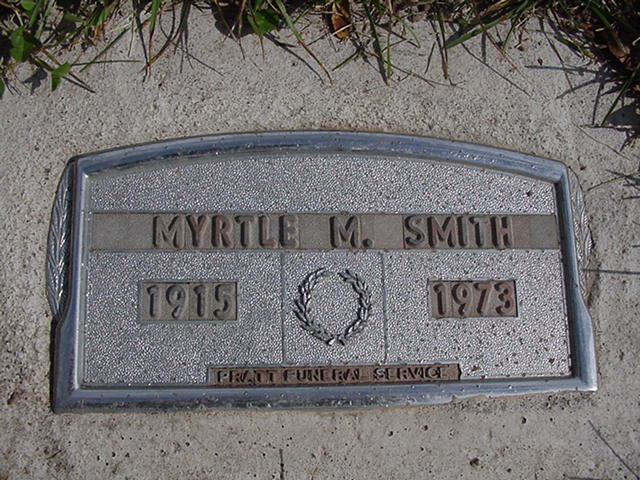 MYRTLE M. SMITH
1915 1973
PRATT FUNERAL SERVICE